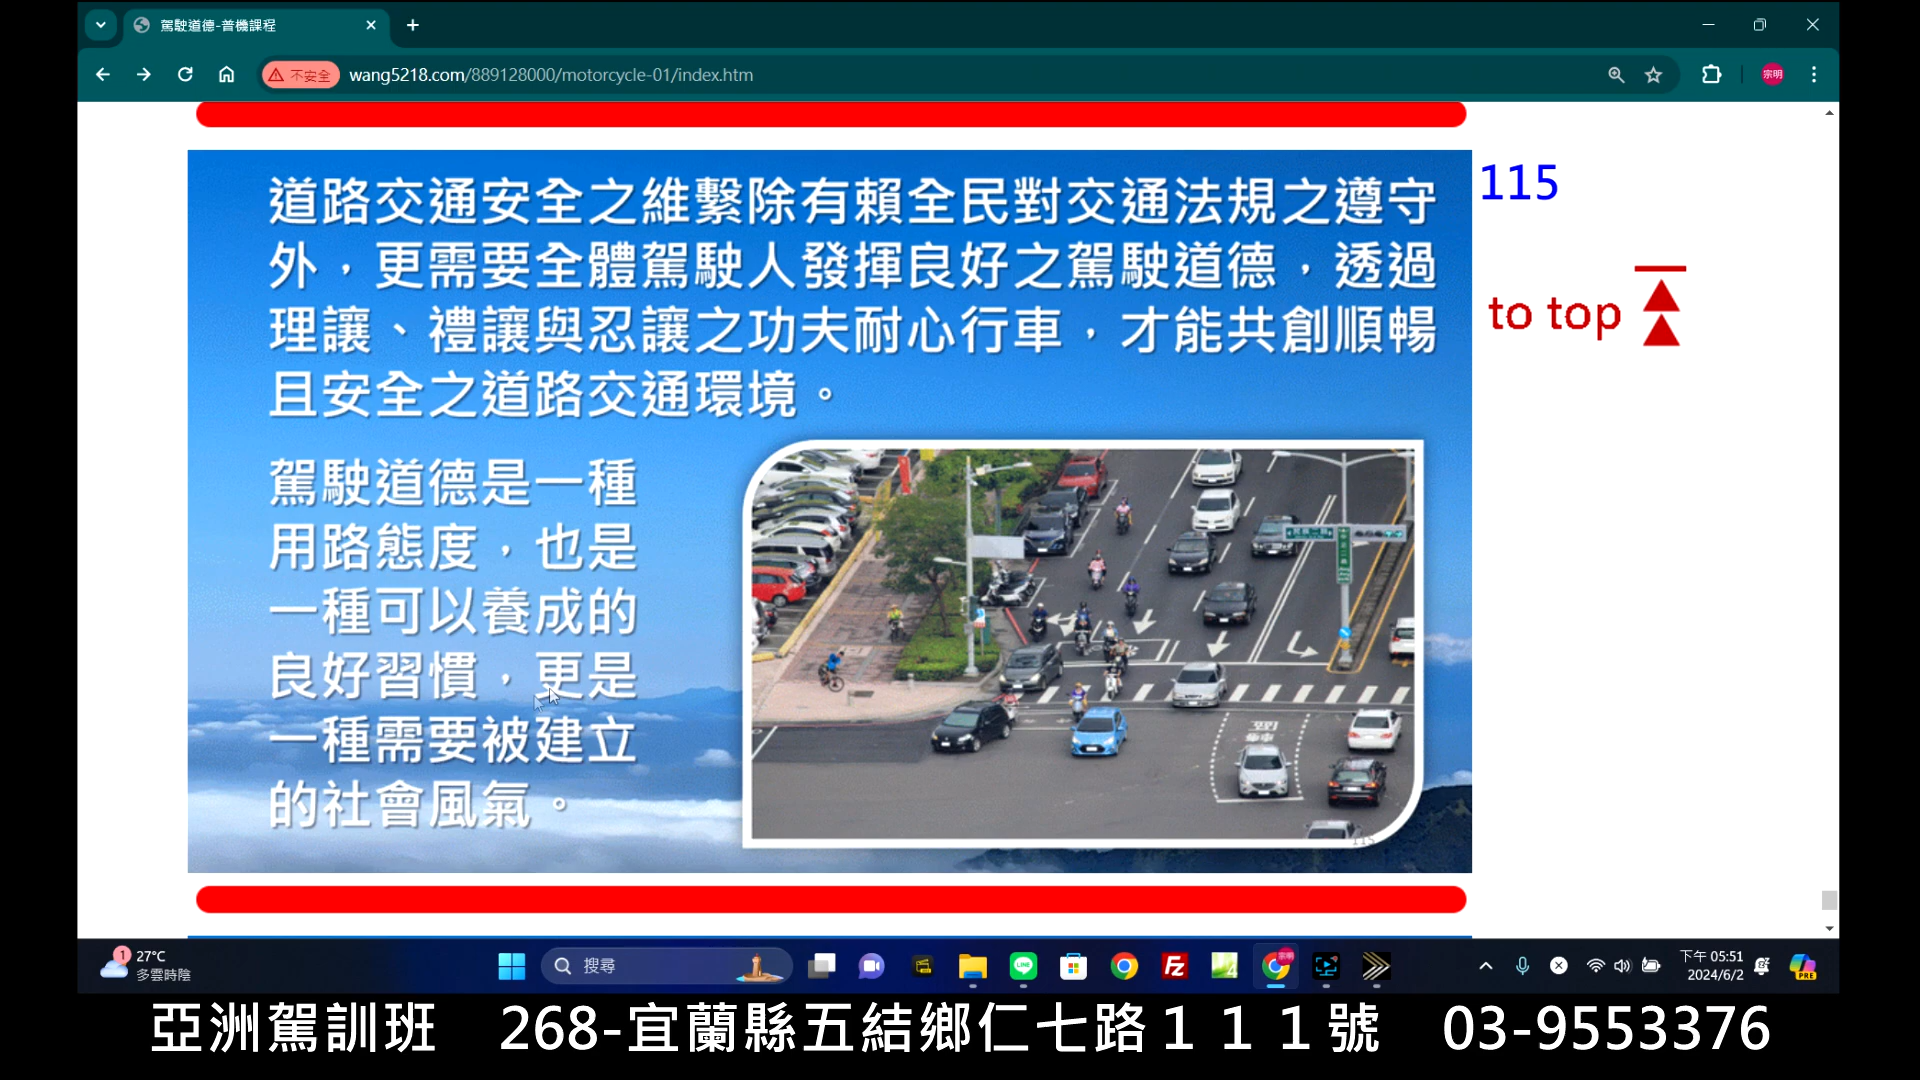 駕駛道德-普機課程
不安全
wang5218.com/889128000/motorcycle-01/index.htm
宗明
道路交通安全之維繫除有賴全民對交通法規之遵守
外，更需要全體駕駛人發揮良好之駕駛道德，透過
理讓、禮讓與忍讓之功夫耐心行車，才能共創順暢
且安全之道路交通環境。
115
to top
駕駛道德是一種
用路態度，也是
一種可以養成的
良好習慣，更是
一種需要被建立
的社會風氣。
115
1
27°C
多雲時陰
搜尋
LINE
宗明
下午 05:51
2024/6/2
PRE
亞洲駕訓班 268-宜蘭縣五結鄉仁七路１１１號 03-9553376